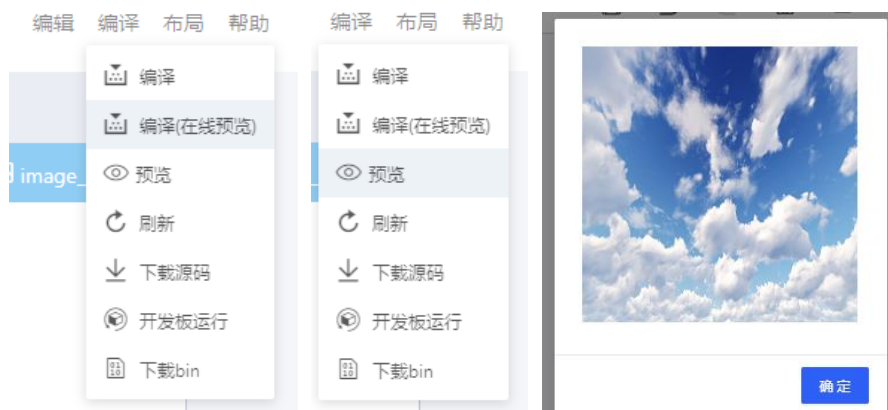 编辑 编译 布局 帮助
编译
编译(在线预览)
image_
预览
刷新
下载源码
开发板运行
下载bin
编译 布局 帮助
编译
编译(在线预览)
预览
刷新
下载源码
开发板运行
下载bin
确定